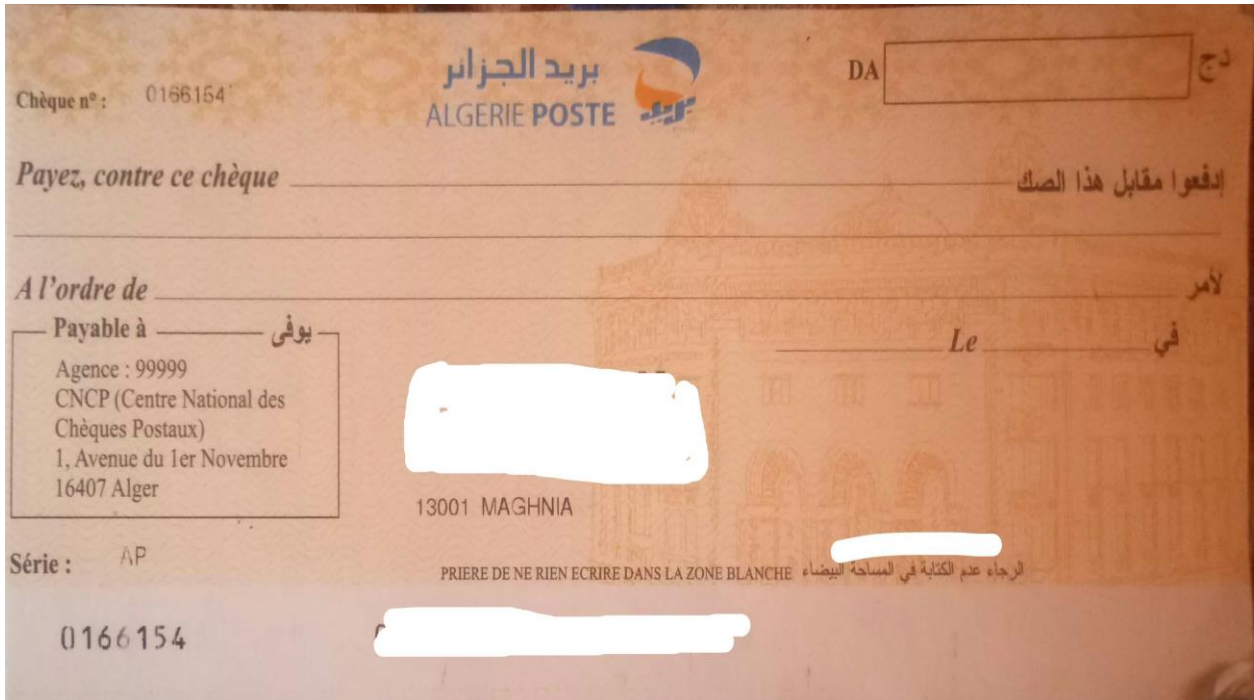 بريد الجزائر
ALGERIE POSTE
بريد
DA دج
Chèque nº : 0166154
Payez, contre ce chèque إدفعوا مقابل هذا الصك
A l'ordre de لأمر
Payable à يوفى
Le في
Agence : 99999
CNCP (Centre National des
Chèques Postaux)
1, Avenue du 1er Novembre
16407 Alger
13001 MAGHNIA
Série : AP
PRIERE DE NE RIEN ECRIRE DANS LA ZONE BLANCHE الرجاء عدم الكتابة في المساحة البيضاء
0166154